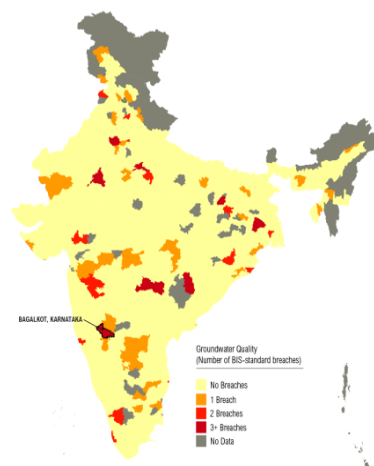 BAGALKOT, KARNATAKA
Groundwater Quality
(Number of BIS-standard breaches)
No Breaches
1 Breach
2 Breaches
3+ Breaches
No Data